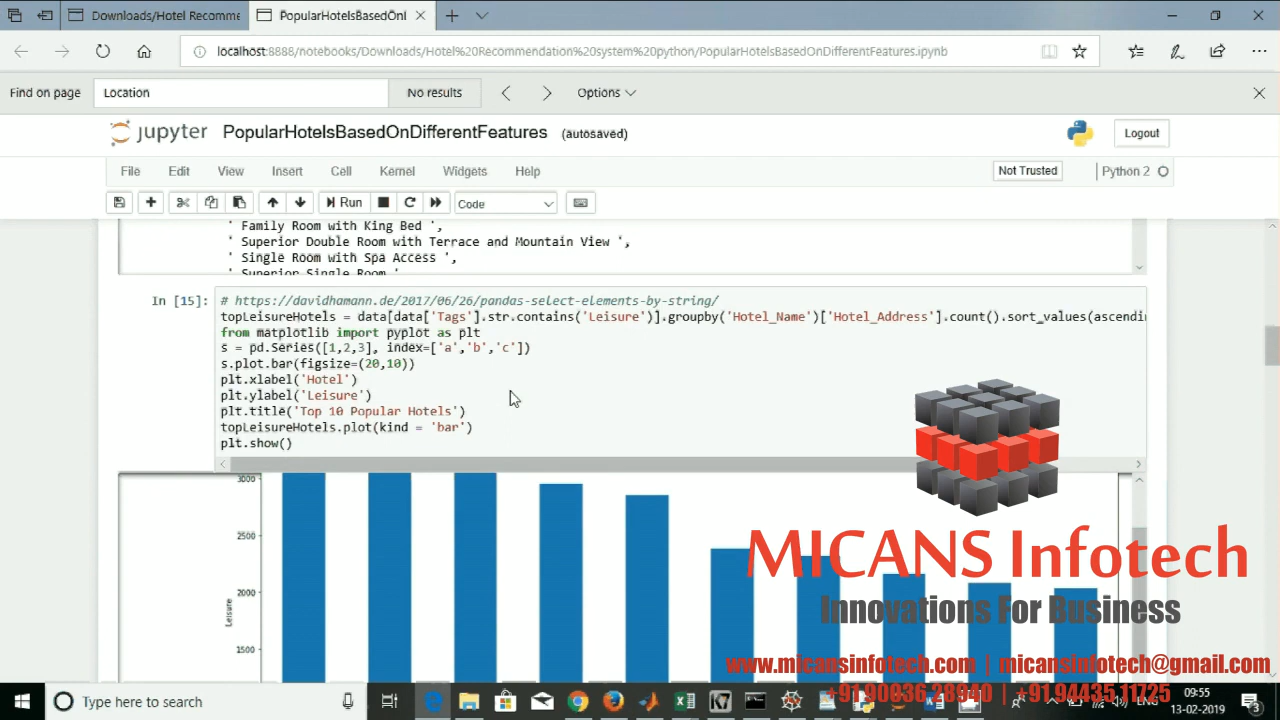 Downloads/Hotel Recomme
PopularHotelsBasedOnI
localhost:8888/notebooks/Downloads/Hotel%20Recommendation%20system%20python/PopularHotelsBasedOnDifferentFeatures.ipynb
Find on page
Location
No results
Options
jupyter
PopularHotelsBasedOnDifferentFeatures
(autosaved)
Logout
File
Edit
View
Insert
Cell
Kernel
Widgets
Help
Not Trusted
Python 2
Run
Code
' Family Room with King Bed ',
' Superior Double Room with Terrace and Mountain View ',
' Single Room with Spa Access ',
' Superior Single Room '
In [15]:
# https://davidhamann.de/2017/06/26/pandas-select-elements-by-string/
topLeisureHotels = data[data['Tags'].str.contains('Leisure')].groupby('Hotel_Name')['Hotel_Address'].count().sort_values(ascendin
from matplotlib import pyplot as plt
s = pd.Series([1,2,3], index=['a','b','c'])
s.plot.bar(figsize=(20,10))
plt.xlabel('Hotel')
plt.ylabel('Leisure')
plt.title('Top 10 Popular Hotels')
topLeisureHotels.plot(kind = 'bar')
plt.show()
3000
2500
2000
1500
Leisure
MICANS Infotech
Innovations For Business
www.micansinfotech.com | micansinfotech@gmail.com
+91 90036 28940 | +91 94435 11725
Type here to search
ENG
09:55
13-02-2019
3